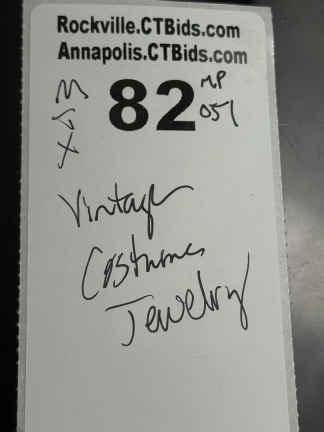 Rockville.CTBids.com
Annapolis.CTBids.com
82
MP
051
Vintage
Costume
Jewelry